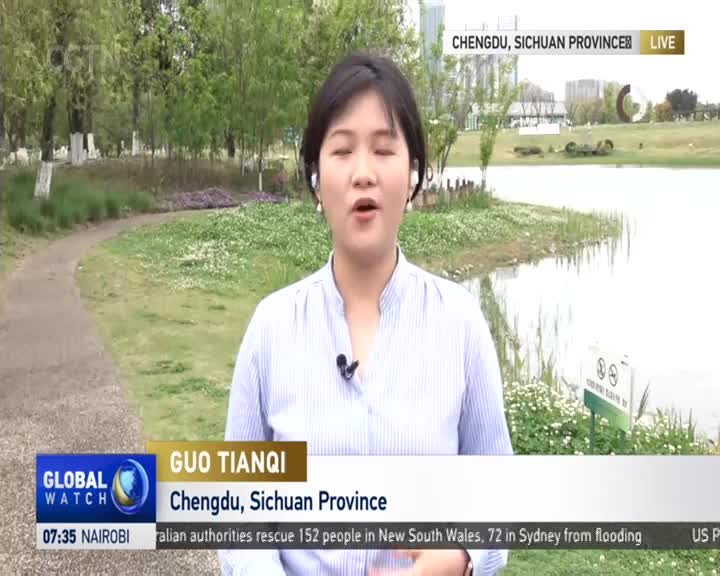 CGTN
CHENGDU, SICHUAN PROVINCE
LIVE
GUO TIANQI
Chengdu, Sichuan Province
GLOBAL
WATCH
07:35 NAIROBI
ralian authorities rescue 152 people in New South Wales, 72 in Sydney from flooding
US P